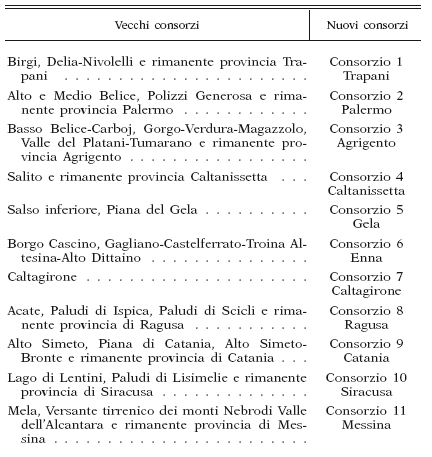 Vecchi consorzi Nuovi consorzi
Birgi, Delia-Nivolelli e rimanente provincia Tra- Consorzio 1
pani . . . . . . . . . . . . . . . . . . . . . . . Trapani
Alto e Medio Belice, Polizzi Generosa e rima- Consorzio 2
nente provincia Palermo . . . . . . . . . . . . Palermo
Basso Belice-Carboj, Gorgo-Verdura-Magazzolo, Consorzio 3
Valle del Platani-Tumarano e rimanente pro- Agrigento
vincia Agrigento . . . . . . . . . . . . . . . . .
Salito e rimanente provincia Caltanissetta . . . Consorzio 4
Caltanissetta
Salso inferiore, Piana del Gela . . . . . . . . . . Consorzio 5
Gela
Borgo Cascino, Gagliano-Castelferrato-Troina Al- Consorzio 6
tesina-Alto Dittaino . . . . . . . . . . . . . . . Enna
Caltagirone . . . . . . . . . . . . . . . . . . . . . Consorzio 7
Caltagirone
Acate, Paludi di Ispica, Paludi di Scicli e rima- Consorzio 8
nente provincia di Ragusa . . . . . . . . . . . Ragusa
Alto Simeto, Piana di Catania, Alto Simeto- Consorzio 9
Bronte e rimanente provincia di Catania . . . Catania
Lago di Lentini, Paludi di Lisimelie e rimanente Consorzio 10
provincia di Siracusa . . . . . . . . . . . . . . Siracusa
Mela, Versante tirrenico dei monti Nebrodi Valle Consorzio 11
dell'Alcantara e rimanente provincia di Mes- Messina
sina . . . . . . . . . . . . . . . . . . . . . . . .